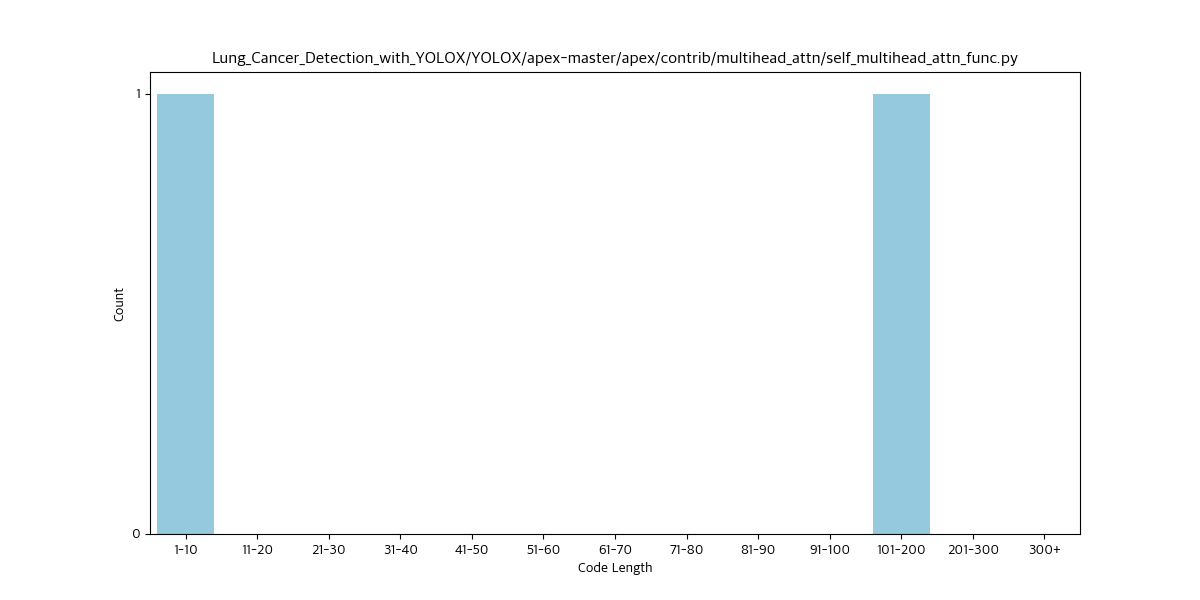 Lung_Cancer_Detection_with_YOLOX/YOLOX/apex-master/apex/contrib/multihead_attn/self_multihead_attn_func.py
1
Count
0
1-10 11-20 21-30 31-40 41-50 51-60 61-70 71-80 81-90 91-100 101-200 201-300 300+
Code Length